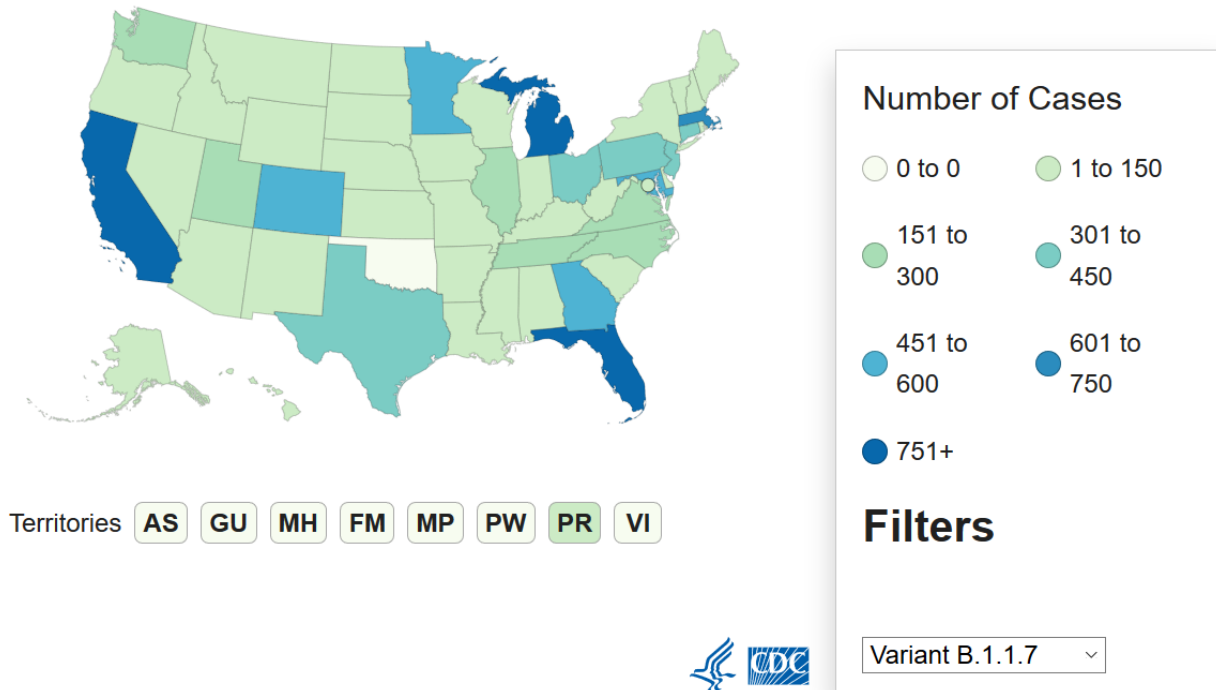 Number of Cases
0 to 0
1 to 150
151 to
300
301 to
450
451 to
600
601 to
750
751+
Territories AS GU MH FM MP PW PR VI
Filters
Variant B.1.1.7
CDC